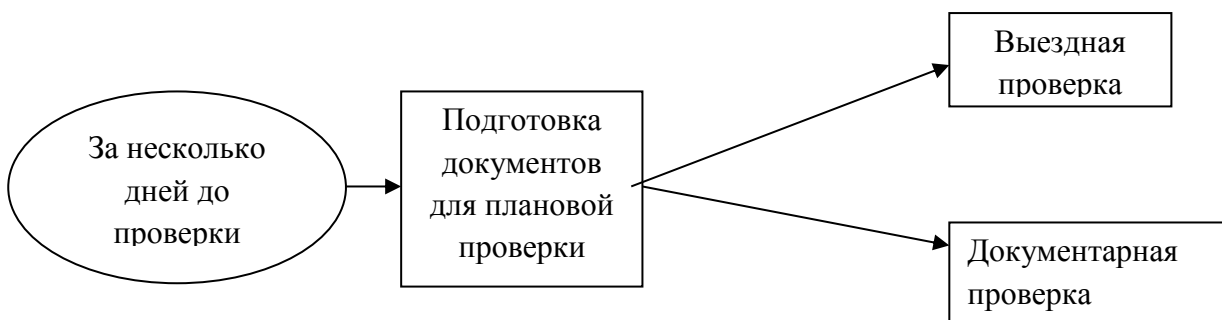 За несколько
дней до
проверки
Подготовка
документов
для плановой
проверки
Выездная
проверка
Документарная
проверка